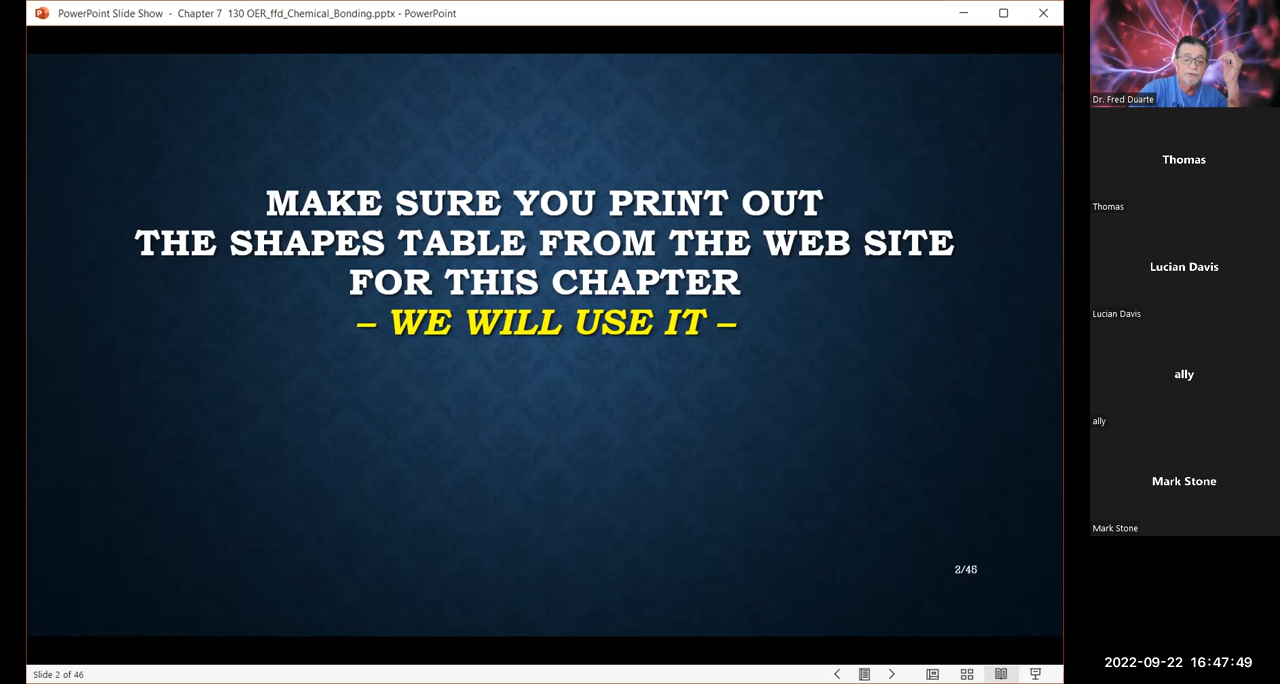 PowerPoint Slide Show - Chapter 7 130 OER_ffd_Chemical_Bonding.pptx - PowerPoint
MAKE SURE YOU PRINT OUT
THE SHAPES TABLE FROM THE WEB SITE
FOR THIS CHAPTER
– WE WILL USE IT –
2/45
Slide 2 of 46
Dr. Fred Duarte
Thomas
Thomas
Lucian Davis
Lucian Davis
ally
ally
Mark Stone
Mark Stone
2022-09-22 16:47:49